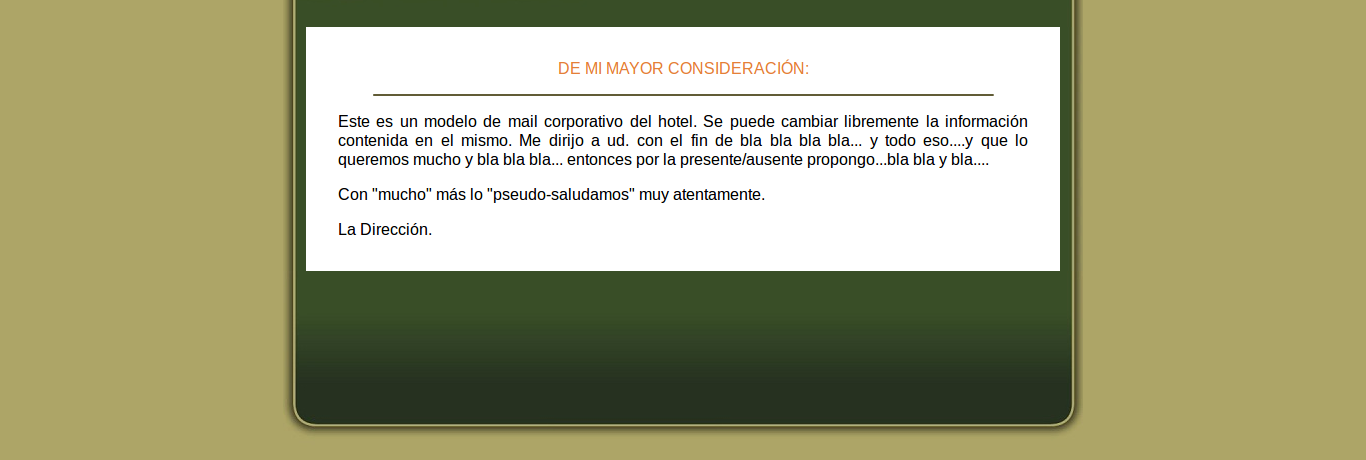 DE MI MAYOR CONSIDERACIÓN:
Este es un modelo de mail corporativo del hotel. Se puede cambiar libremente la información
contenida en el mismo. Me dirijo a ud. con el fin de bla bla bla bla... y todo eso....y que lo
queremos mucho y bla bla bla... entonces por la presente/ausente propongo...bla bla y bla....
Con "mucho" más lo "pseudo-saludamos" muy atentamente.
La Dirección.